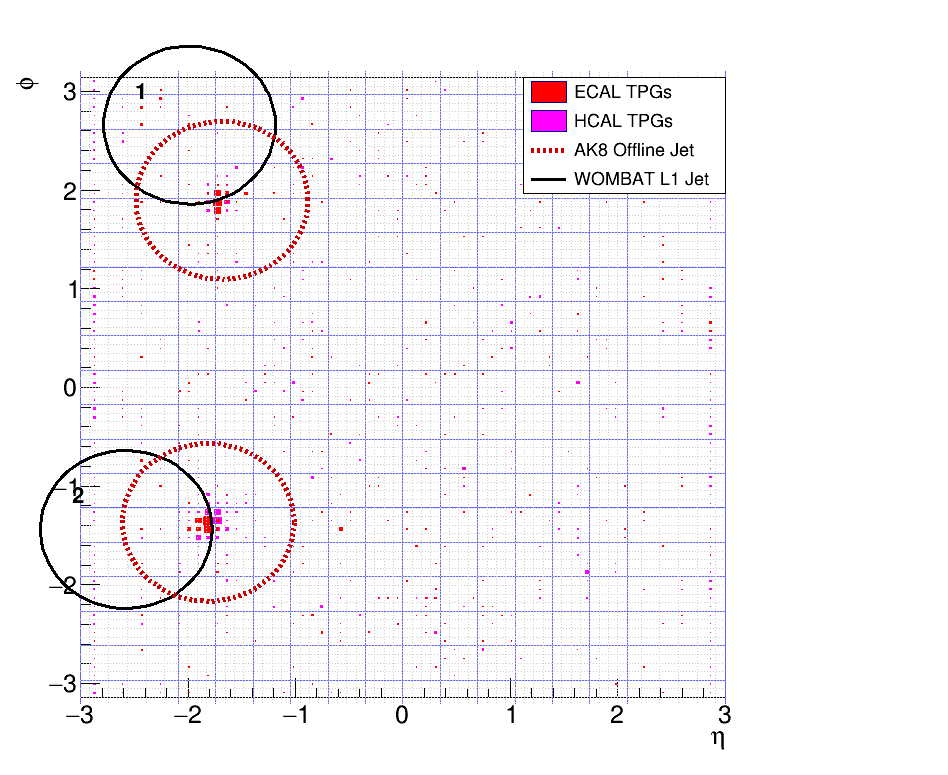 ϕ
3
2
1
0
−1
−2
−3
1
2
ECAL TPGs
HCAL TPGs
AK8 Offline Jet
WOMBAT L1 Jet
−3 −2 −1 0 1 2 3
η